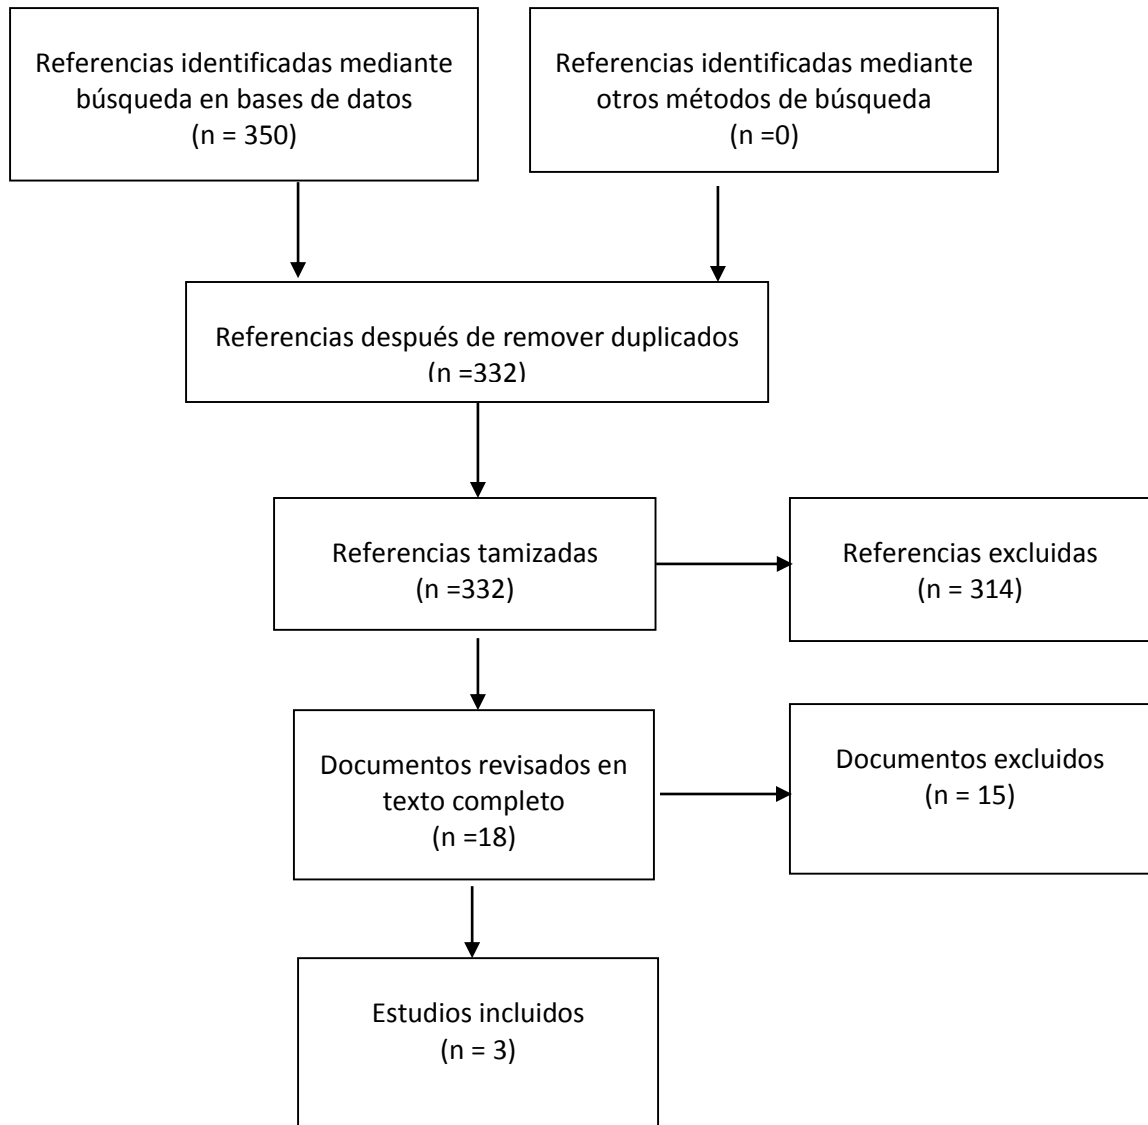 Referencias identificadas mediante
búsqueda en bases de datos
(n = 350)
Referencias identificadas mediante
otros métodos de búsqueda
(n =0)
Referencias después de remover duplicados
(n =332)
Referencias tamizadas
(n =332)
Referencias excluidas
(n = 314)
Documentos revisados en
texto completo
(n =18)
Documentos excluidos
(n = 15)
Estudios incluidos
(n = 3)